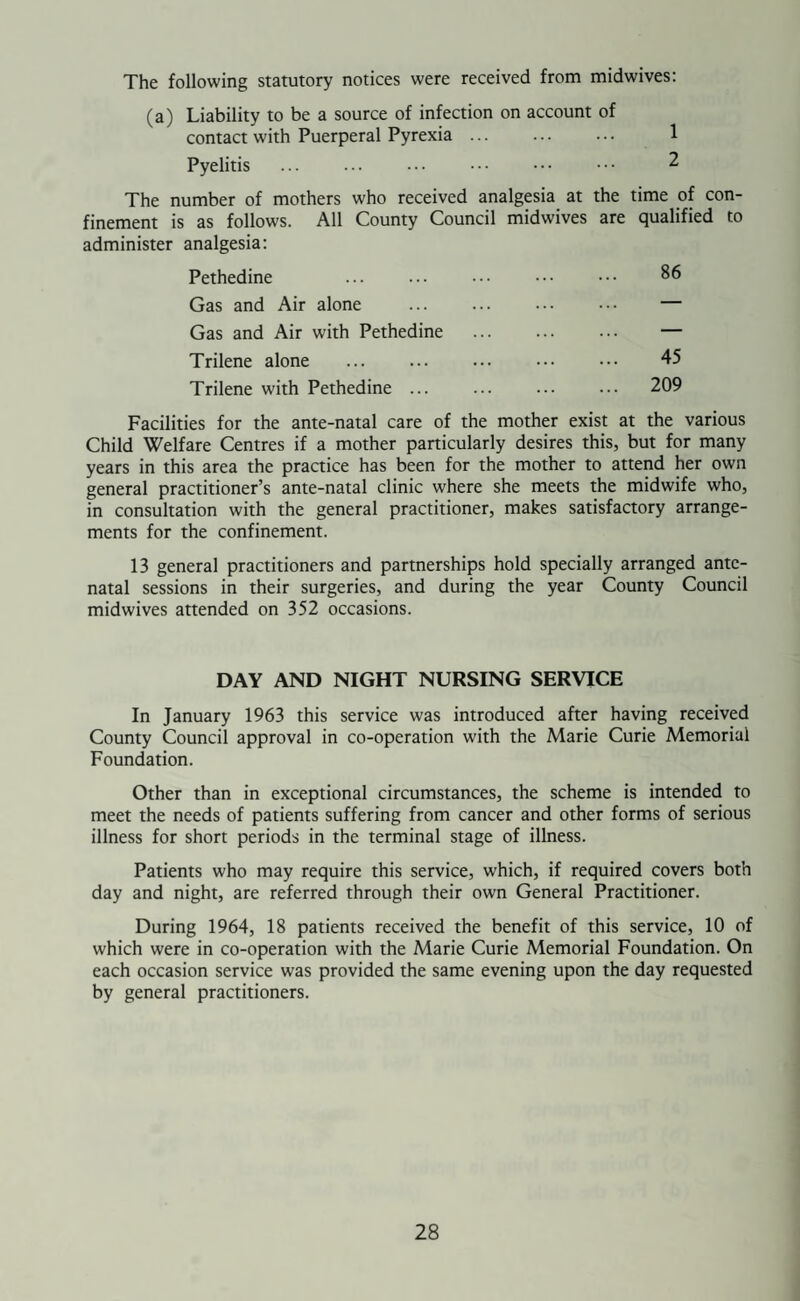 The following statutory notices were received from midwives:
(a) Liability to be a source of infection on account of
contact with Puerperal Pyrexia ... ... ... 1
Pyelitis ... ... ... ... ... ... 2
The number of mothers who received analgesia at the time of con-
finement is as follows. All County Council midwives are qualified to
administer analgesia:
Pethedine ... ... ... ... ... 86
Gas and Air alone ... ... ... ... —
Gas and Air with Pethedine ... ... ... —
Trilene alone ... ... ... ... ... 45
Trilene with Pethedine ... ... ... ... 209
Facilities for the ante-natal care of the mother exist at the various
Child Welfare Centres if a mother particularly desires this, but for many
years in this area the practice has been for the mother to attend her own
general practitioner's ante-natal clinic where she meets the midwife who,
in consultation with the general practitioner, makes satisfactory arrange-
ments for the confinement.
13 general practitioners and partnerships hold specially arranged ante-
natal sessions in their surgeries, and during the year County Council
midwives attended on 352 occasions.
DAY AND NIGHT NURSING SERVICE
In January 1963 this service was introduced after having received
County Council approval in co-operation with the Marie Curie Memorial
Foundation.
Other than in exceptional circumstances, the scheme is intended to
meet the needs of patients suffering from cancer and other forms of serious
illness for short periods in the terminal stage of illness.
Patients who may require this service, which, if required covers both
day and night, are referred through their own General Practitioner.
During 1964, 18 patients received the benefit of this service, 10 of
which were in co-operation with the Marie Curie Memorial Foundation. On
each occasion service was provided the same evening upon the day requested
by general practitioners.
28